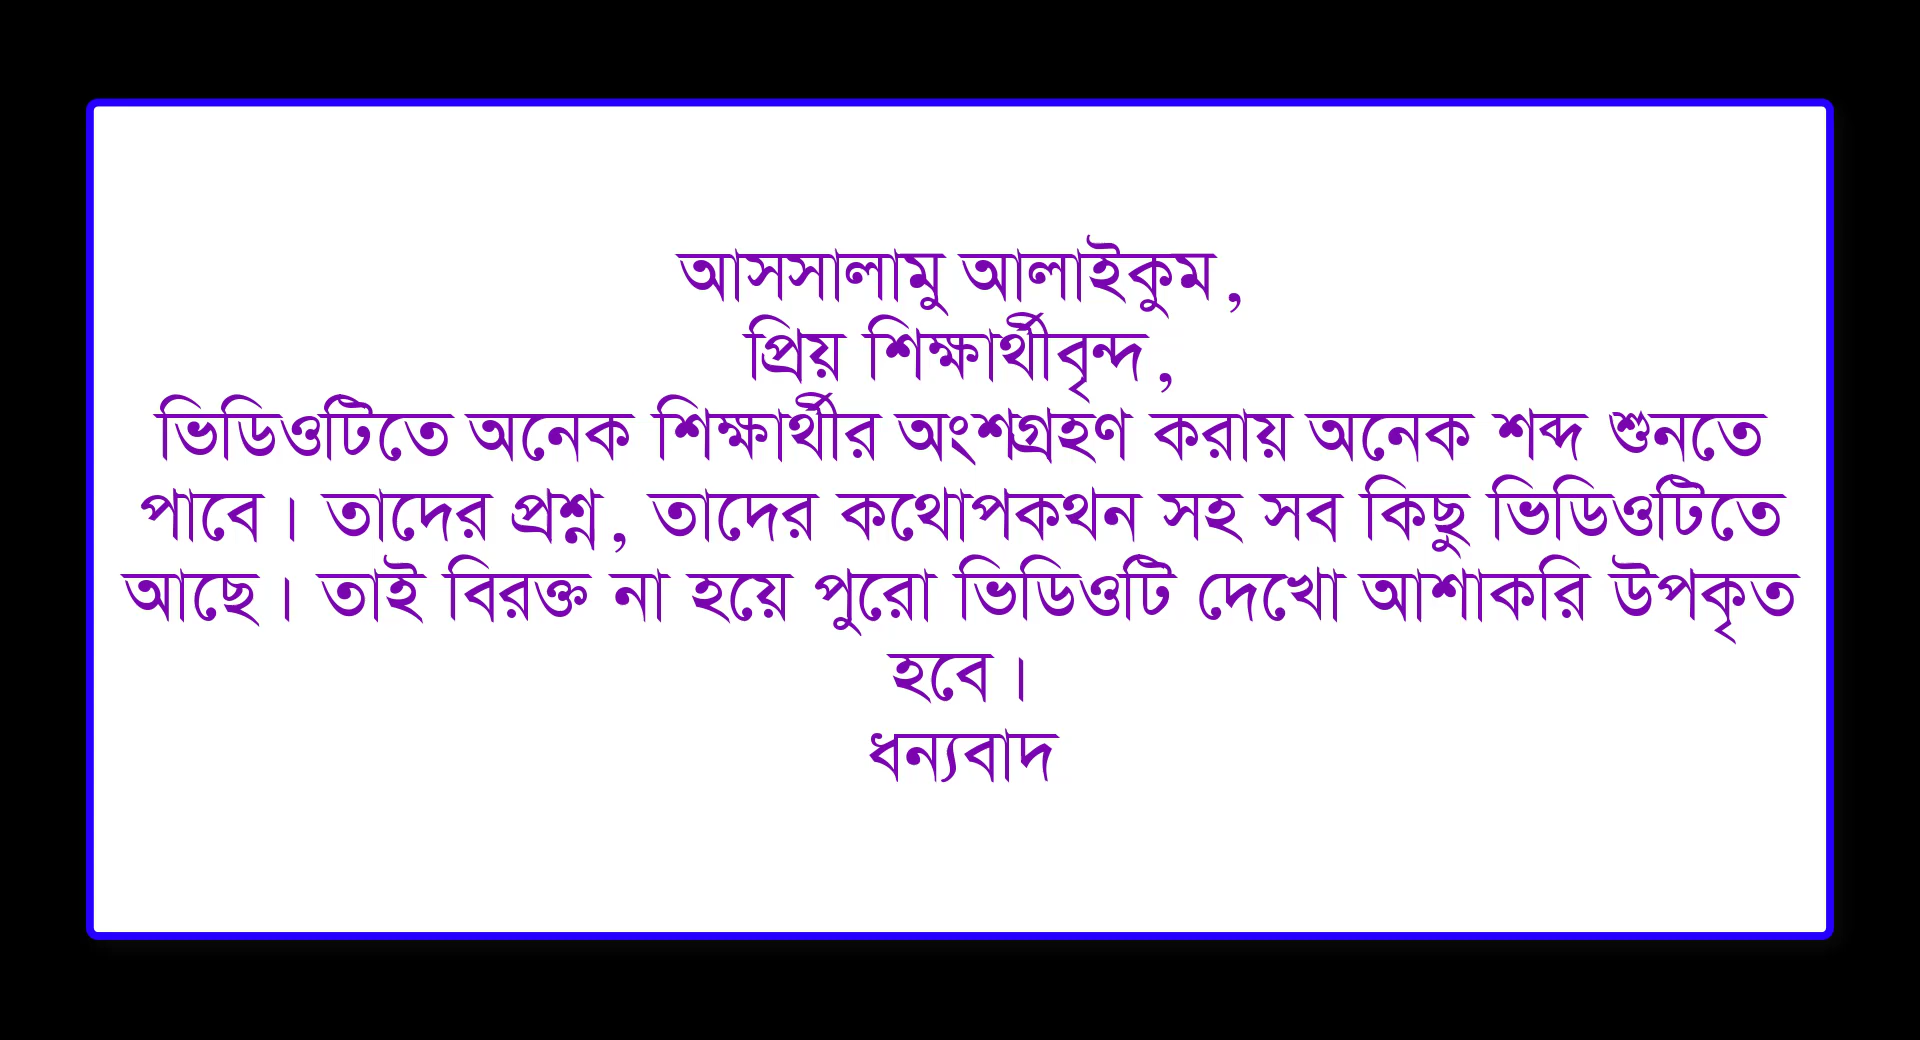 আসসালামু আলাইকুম,
প্রিয় শিক্ষার্থীবৃন্দ,
ভিডিওটিতে অনেক শিক্ষার্থীর অংশগ্রহণ করায় অনেক শব্দ শুনতে
পাবে। তাদের প্রশ্ন, তাদের কথোপকথন সহ সব কিছু ভিডিওটিতে
আছে। তাই বিরক্ত না হয়ে পুরো ভিডিওটি দেখো আশাকরি উপকৃত
হবে।
ধন্যবাদ